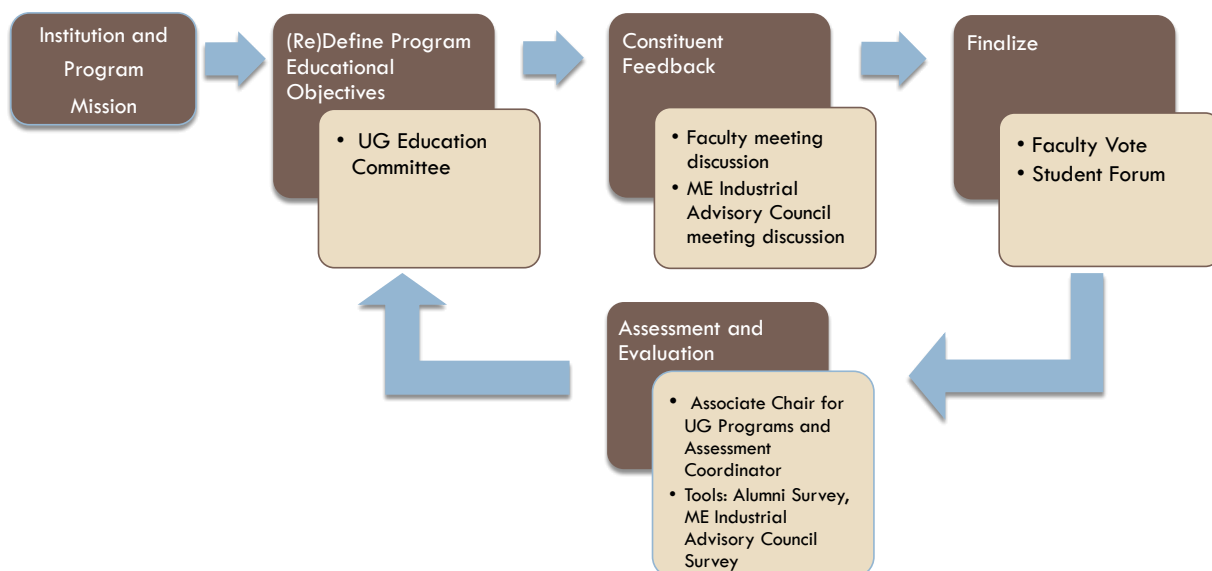 Institution and
Program
Mission
(Re)Define Program
Educational
Objectives
• UG Education
Committee
Constituent
Feedback
• Faculty meeting
discussion
• ME Industrial
Advisory Council
meeting discussion
Finalize
• Faculty Vote
• Student Forum
Assessment and
Evaluation
• Associate Chair for
UG Programs and
Assessment
Coordinator
• Tools: Alumni Survey,
ME Industrial
Advisory Council
Survey